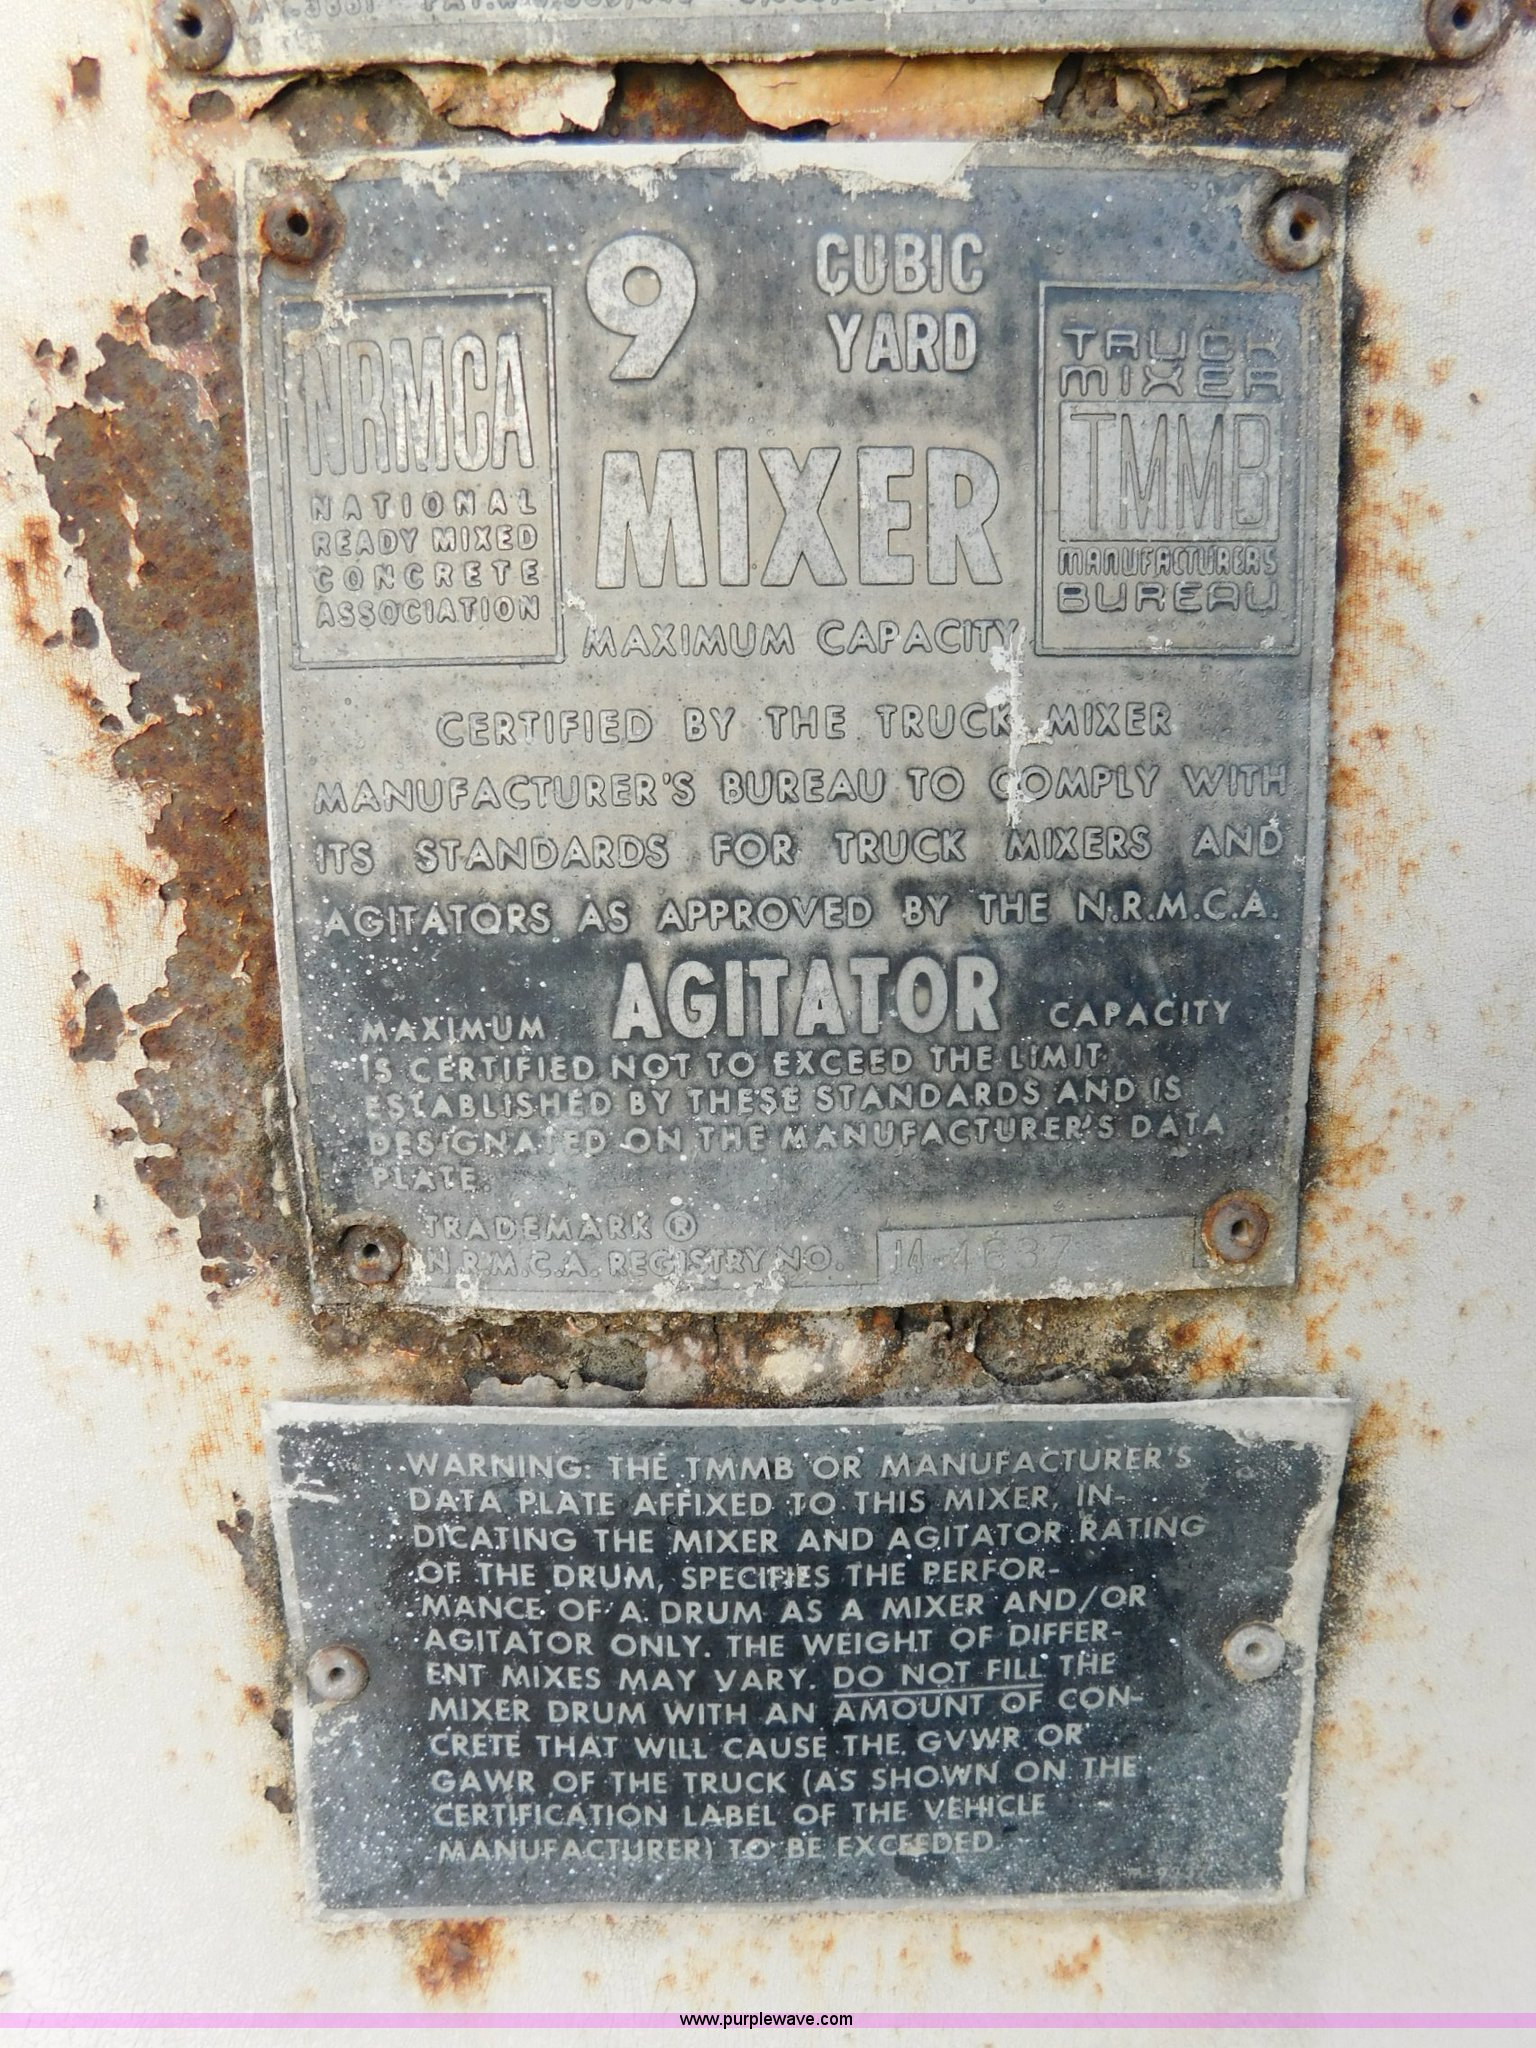 9 CUBIC
YARD
NRMCA
NATIONAL
READY MIXED
CONCRETE
ASSOCIATION
MIXER
TRUCK
MIXER
TMMB
MANUFACTURERS
BUREAU
MAXIMUM CAPACITY
CERTIFIED BY THE TRUCK MIXER
MANUFACTURER'S BUREAU TO COMPLY WITH
ITS STANDARDS FOR TRUCK MIXERS AND
AGITATORS AS APPROVED BY THE N.R.M.C.A.
MAXIMUM AGITATOR CAPACITY
IS CERTIFIED NOT TO EXCEED THE LIMIT
ESTABLISHED BY THESE STANDARDS AND IS
DESIGNATED ON THE MANUFACTURER'S DATA
PLATE.
TRADEMARK ®
N.R.M.C.A. REGISTRY NO.
WARNING: THE TMMB OR MANUFACTURER'S
DATA PLATE AFFIXED TO THIS MIXER, IN-
DICATING THE MIXER AND AGITATOR RATING
OF THE DRUM, SPECIFIES THE PERFOR-
MANCE OF A DRUM AS A MIXER AND/OR
AGITATOR ONLY. THE WEIGHT OF DIFFER-
ENT MIXES MAY VARY. DO NOT FILL THE
MIXER DRUM WITH AN AMOUNT OF CON-
CRETE THAT WILL CAUSE THE GVWR OR
GAWR OF THE TRUCK (AS SHOWN ON THE
CERTIFICATION LABEL OF THE VEHICLE
MANUFACTURER) TO BE EXCEEDED.
www.purplewave.com